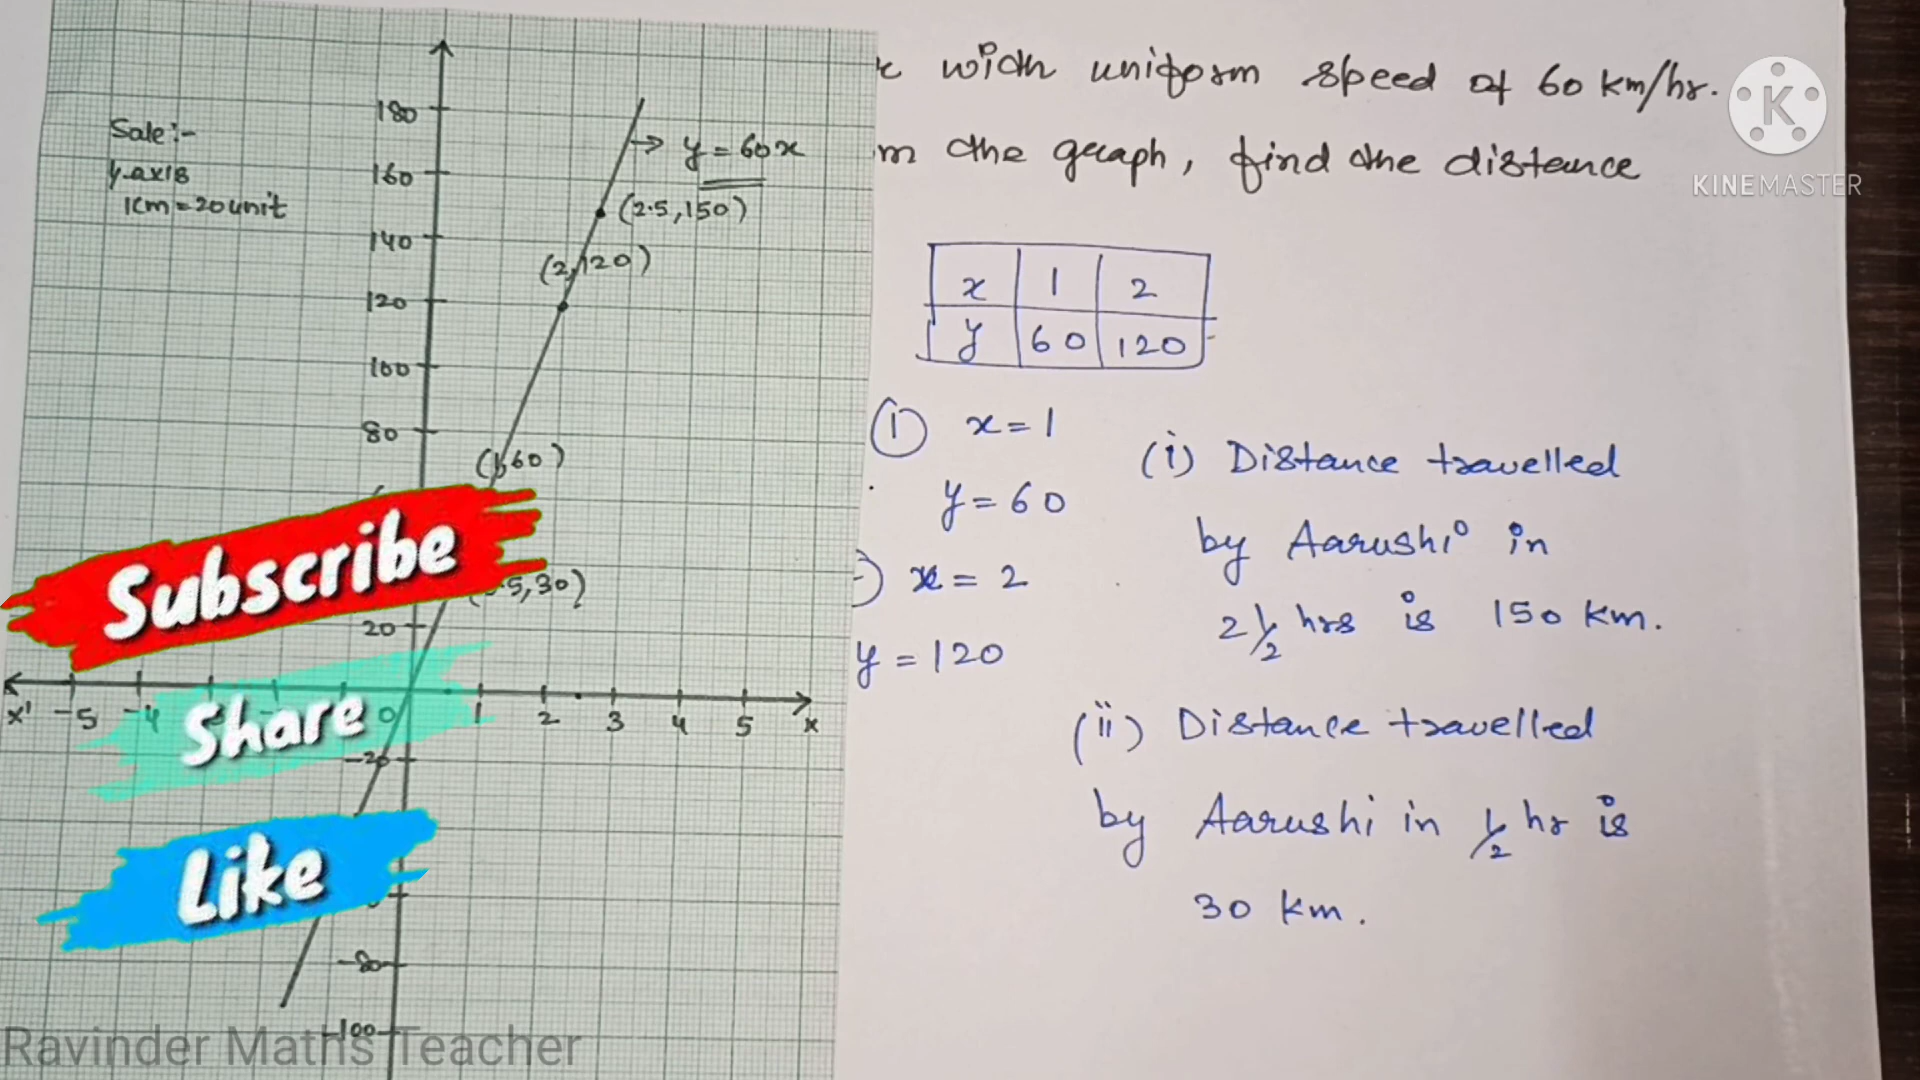 with uniform speed of 60 km/hr.
the graph, find the distance
K
KINEMASTER
Sale :-
y-axis
1cm = 20 unit
180
160
140
120
100
80
20
-20
-80
-100
y = 60x
(2.5, 150)
(2, 120)
(1, 60)
5, 30)
x' -5 -4 0 1 2 3 4 5 x
x 1 2
y 60 120
① x = 1
y = 60
x = 2
y = 120
(i) Distance travelled
by Aarushi in
2 1/2 hrs is 150 km.
(ii) Distance travelled
by Aarushi in 1/2 hr is
30 km.
Subscribe
Share
Like
Ravinder Maths Teacher